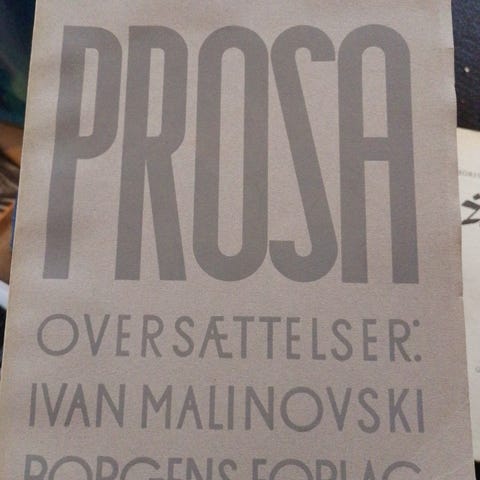 PROSA
OVERSÆTTELSER:
IVAN MALINOVSKI
BORGENS FORLAG